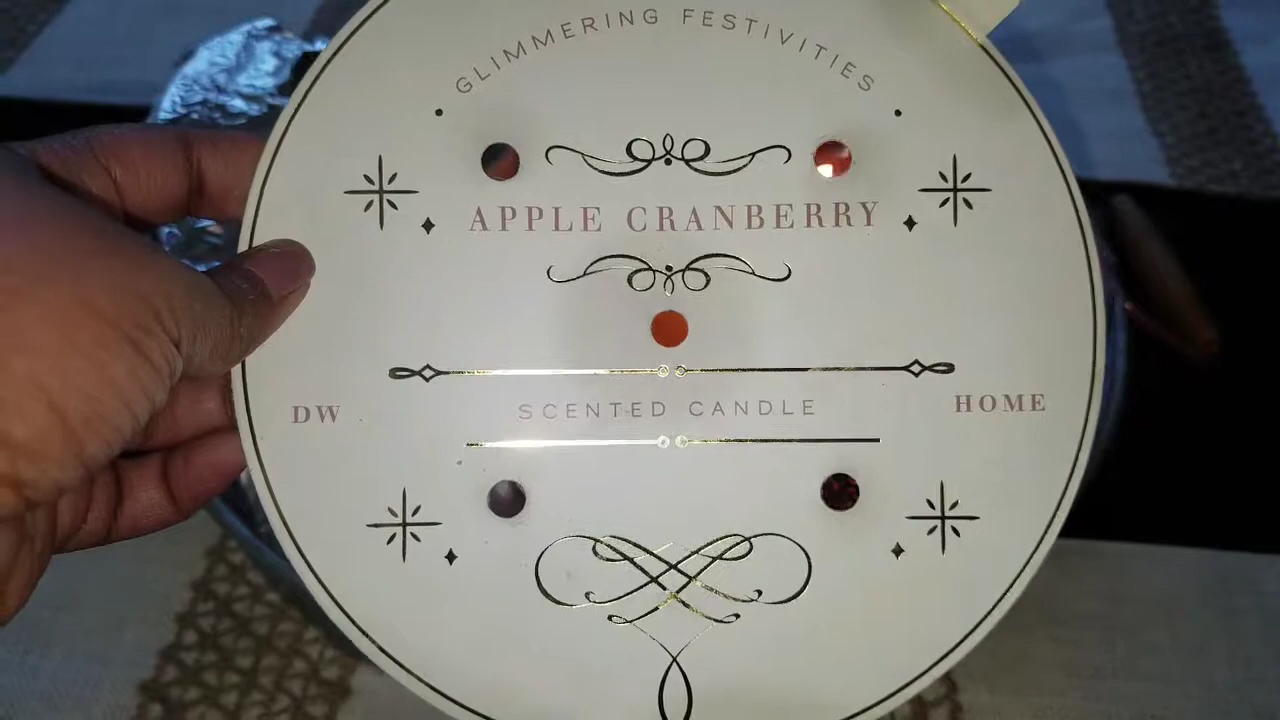 GLIMMERING FESTIVITIES
APPLE CRANBERRY
DW
SCENTED CANDLE
HOME